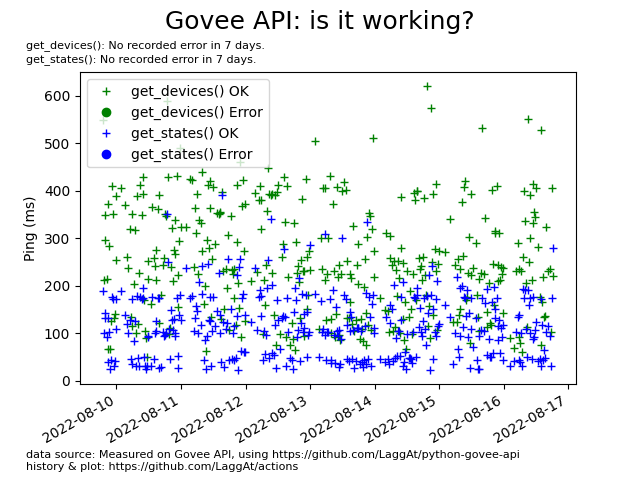 Govee API: is it working?
get_devices(): No recorded error in 7 days.
get_states(): No recorded error in 7 days.
get_devices() OK
get_devices() Error
get_states() OK
get_states() Error
Ping (ms)
600
500
400
300
200
100
0
2022-08-10
2022-08-11
2022-08-12
2022-08-13
2022-08-14
2022-08-15
2022-08-16
2022-08-17
data source: Measured on Govee API, using https://github.com/LaggAt/python-govee-api
history & plot: https://github.com/LaggAt/actions